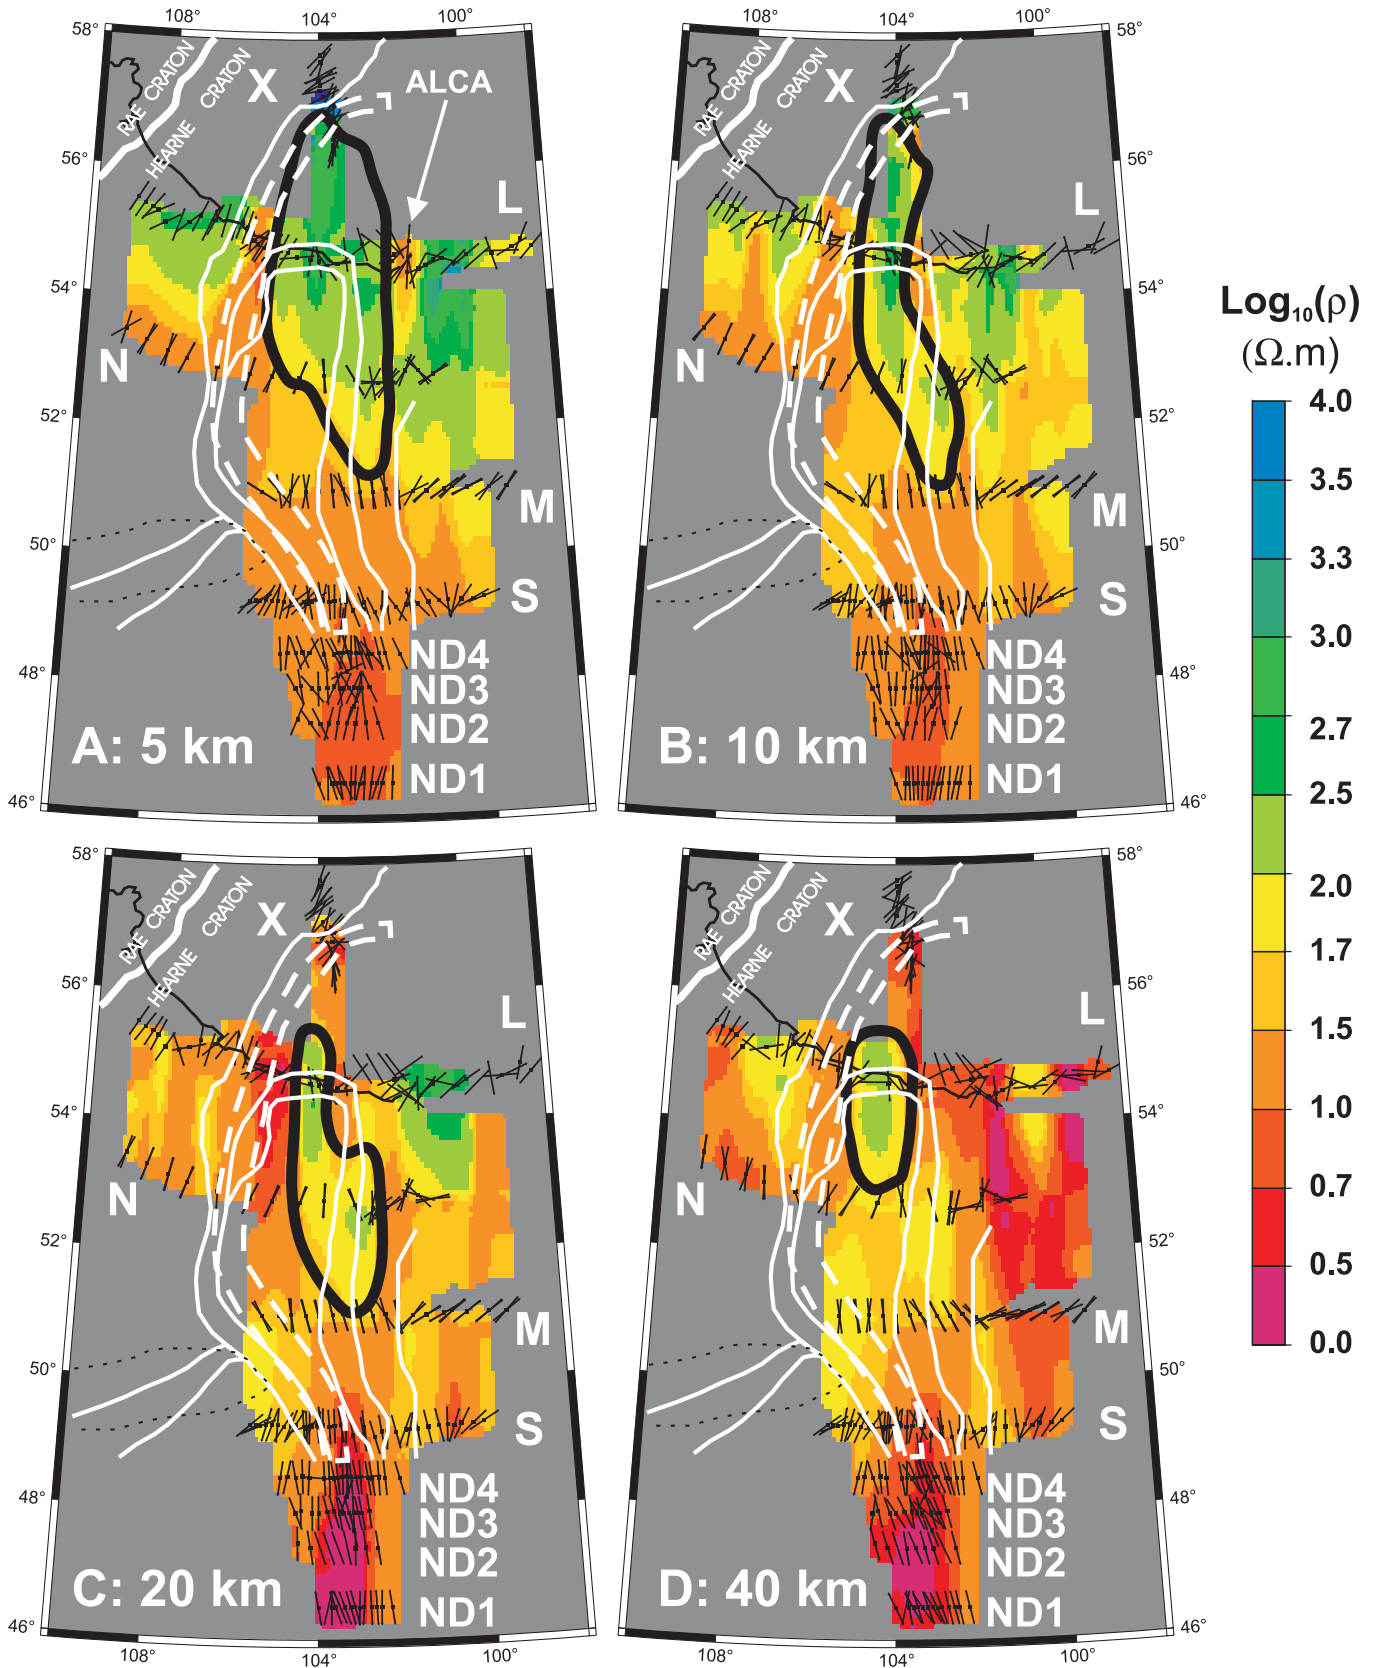 108° 104° 100°
58°
56°
54°
52°
50°
48°
46°
RAE CRATON
HEARNE CRATON
X
ALCA
L
N
M
S
ND4
ND3
ND2
ND1
A: 5 km
108° 104° 100°
58°
56°
54°
52°
50°
48°
46°
RAE CRATON
HEARNE CRATON
X
L
N
M
S
ND4
ND3
ND2
ND1
B: 10 km
Log₁₀(ρ)
(Ω.m)
4.0
3.5
3.3
3.0
2.7
2.5
2.0
1.7
1.5
1.0
0.7
0.5
0.0
58°
56°
54°
52°
50°
48°
46°
RAE CRATON
HEARNE CRATON
X
L
N
M
S
ND4
ND3
ND2
ND1
C: 20 km
108° 104° 100°
58°
56°
54°
52°
50°
48°
46°
RAE CRATON
HEARNE CRATON
X
L
N
M
S
ND4
ND3
ND2
ND1
D: 40 km
108° 104° 100°